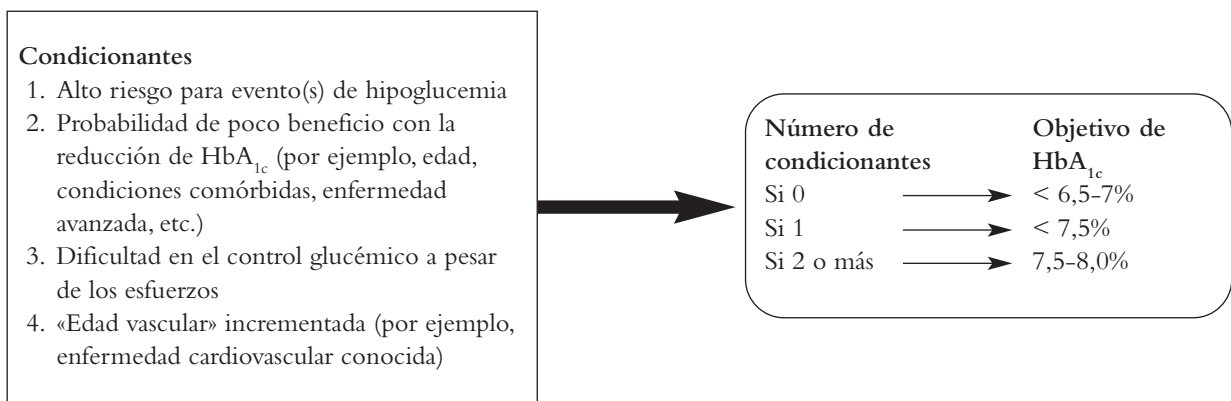 Condicionantes
1. Alto riesgo para evento(s) de hipoglucemia
2. Probabilidad de poco beneficio con la
reducción de HbA1c (por ejemplo, edad,
condiciones comórbidas, enfermedad
avanzada, etc.)
3. Dificultad en el control glucémico a pesar
de los esfuerzos
4. «Edad vascular» incrementada (por ejemplo,
enfermedad cardiovascular conocida)
Número de condicionantes
Objetivo de HbA1c
Si 0 < 6,5-7%
Si 1 < 7,5%
Si 2 o más 7,5-8,0%